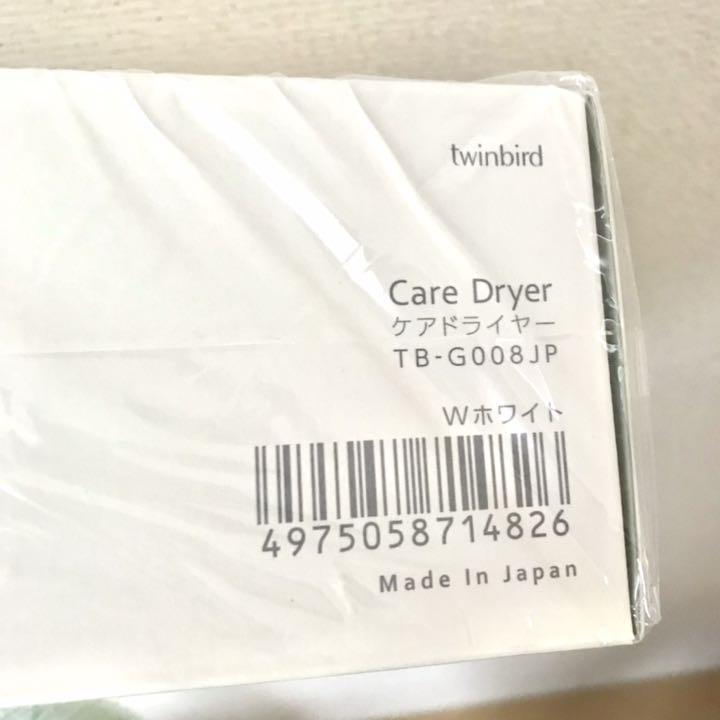 twinbird
Care Dryer
ケアドライヤー
TB-G008JP
Wホワイト
4975058714826
Made In Japan